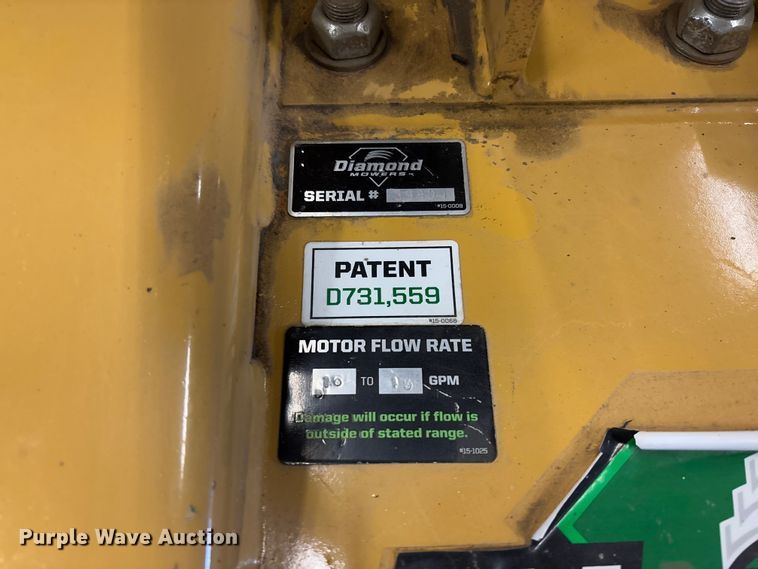 Diamond
MOWERS
SERIAL #
#15-0009
PATENT
D731,559
#15-0068
MOTOR FLOW RATE
16 TO GPM
Damage will occur if flow is
outside of stated range.
#15-1025
Purple Wave Auction